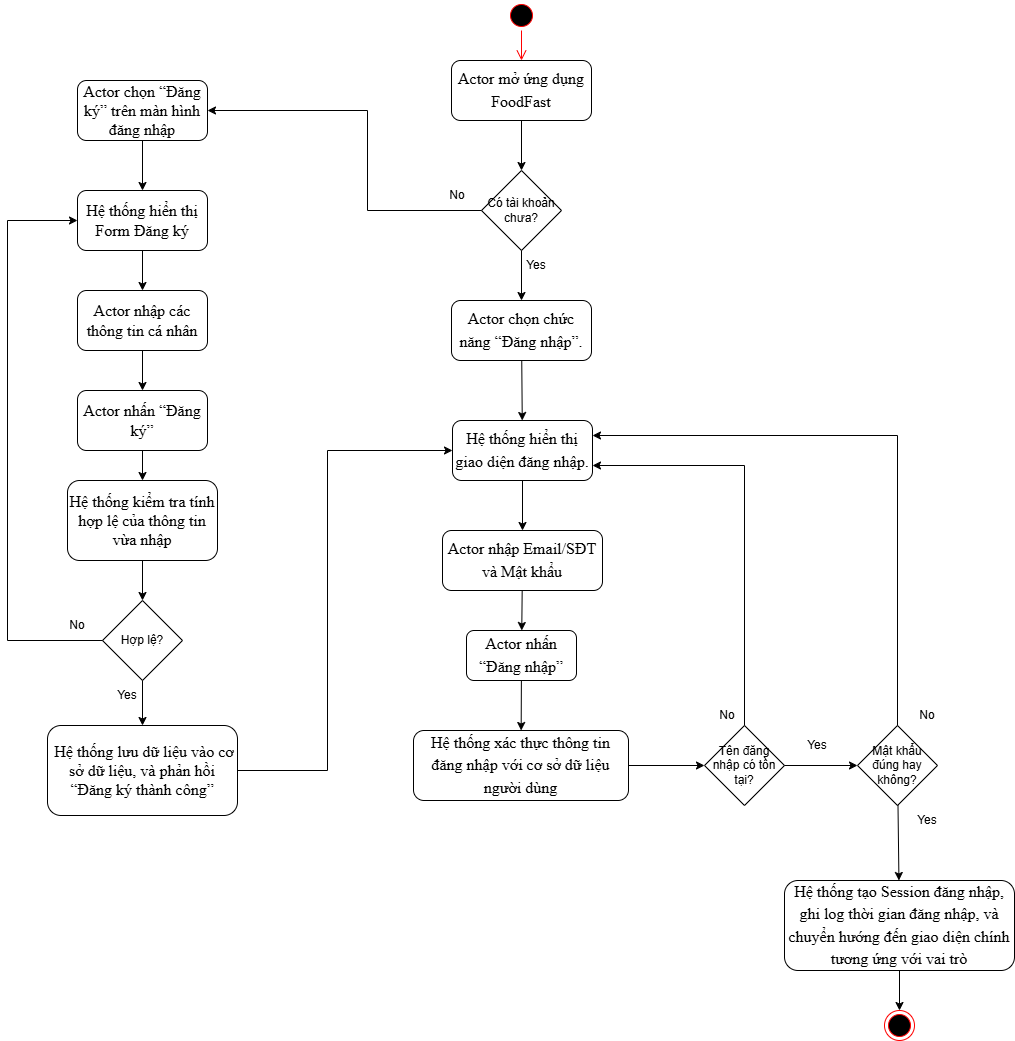 Actor mở ứng dụng
FoodFast
Có tài khoản
chưa?
No
Yes
Actor chọn “Đăng
ký” trên màn hình
đăng nhập
Hệ thống hiển thị
Form Đăng ký
Actor nhập các
thông tin cá nhân
Actor nhấn “Đăng
ký”
Hệ thống kiểm tra tính
hợp lệ của thông tin
vừa nhập
Hợp lệ?
No
Yes
Hệ thống lưu dữ liệu vào cơ
sở dữ liệu, và phản hồi
“Đăng ký thành công”
Actor chọn chức
năng “Đăng nhập”.
Hệ thống hiển thị
giao diện đăng nhập.
Actor nhập Email/SĐT
và Mật khẩu
Actor nhấn
“Đăng nhập”
Hệ thống xác thực thông tin
đăng nhập với cơ sở dữ liệu
người dùng
No
Tên đăng
nhập có tồn
tại?
Yes
No
Mật khẩu
đúng hay
không?
Yes
Hệ thống tạo Session đăng nhập,
ghi log thời gian đăng nhập, và
chuyển hướng đến giao diện chính
tương ứng với vai trò